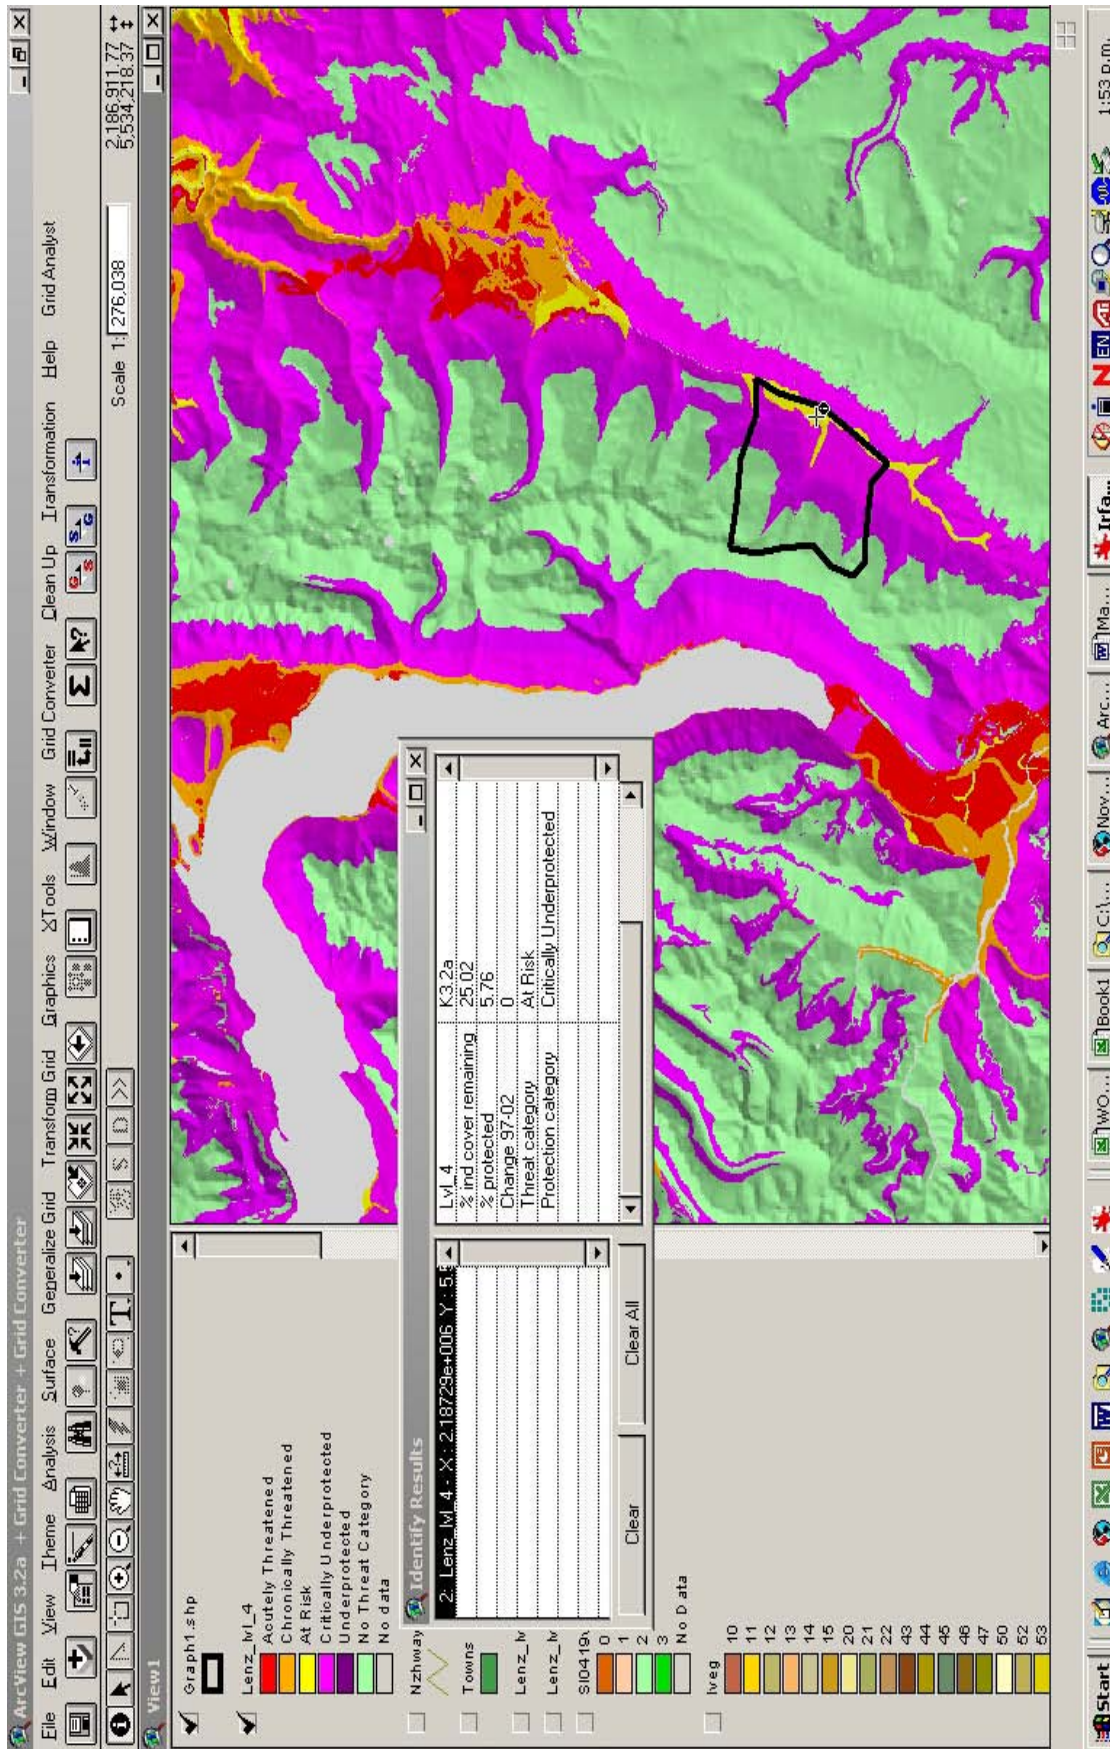 ArcView GIS 3.2a + Grid Converter + Grid Converter
File Edit View Theme Analysis Surface Generalize Grid Transform Grid Graphics XTools Window Grid Converter Clean Up Transformation Help Grid Analyst
Scale 1: 276,038
2,186,911.77
5,534,218.37
View1
Graph1.shp
Lenz_lvl_4
Acutely Threatened
Chronically Threatened
At Risk
Critically Underprotected
Underprotected
No Threat Category
No data
Nzhway
Towns
Lenz_lv
Lenz_lv
0
1
2
3
No Data
lveg
10
11
12
13
14
15
20
21
22
43
44
45
46
47
50
52
53
Identify Results
2: Lenz_lvl_4 - X : 2.18729e+006 Y : 5.
Lvl_4 K3.2a
% ind cover remaining 25.02
% protected 5.76
Change 97-02 0
Threat category At Risk
Protection category Critically Underprotected
Clear Clear All
Start
WO...
Book1
C:\...
Nov...
Arc...
Ma...
Irfa...
EN
1:53 p.m.